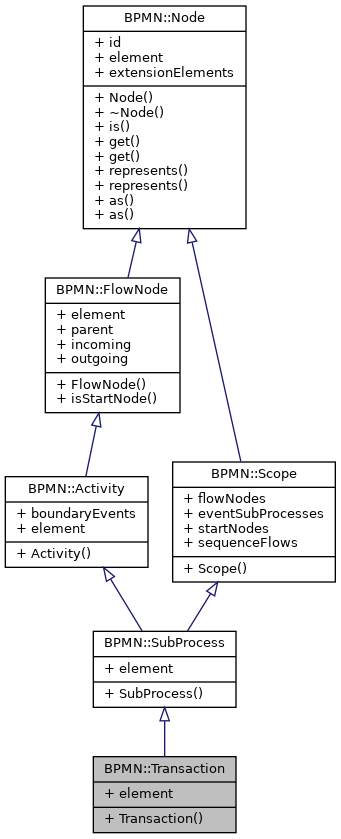 BPMN::Node
+ id
+ element
+ extensionElements
+ Node()
+ ~Node()
+ is()
+ get()
+ get()
+ represents()
+ represents()
+ as()
+ as()
BPMN::FlowNode
+ element
+ parent
+ incoming
+ outgoing
+ FlowNode()
+ isStartNode()
BPMN::Activity
+ boundaryEvents
+ element
+ Activity()
BPMN::Scope
+ flowNodes
+ eventSubProcesses
+ startNodes
+ sequenceFlows
+ Scope()
BPMN::SubProcess
+ element
+ SubProcess()
BPMN::Transaction
+ element
+ Transaction()